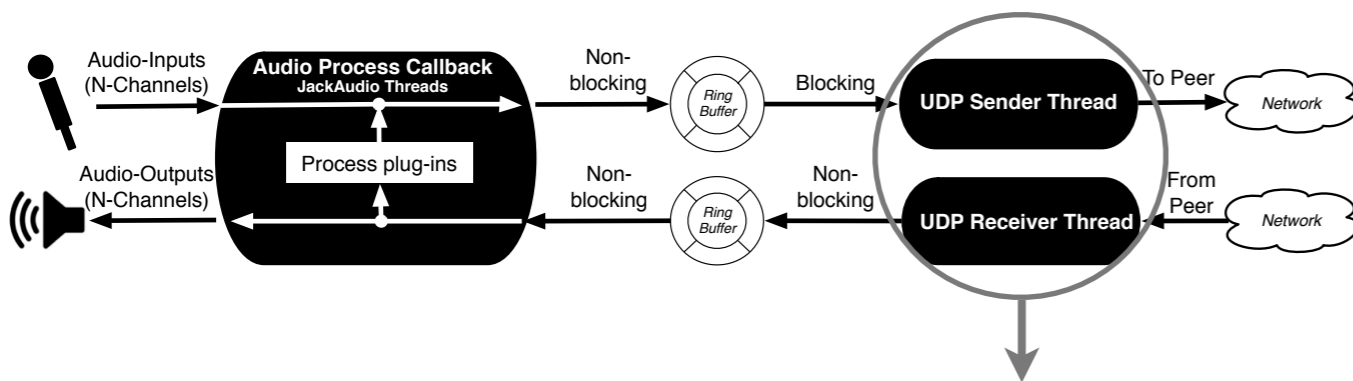 Audio-Inputs
(N-Channels)
Audio Process Callback
JackAudio Threads
Non-
blocking
Ring
Buffer
Blocking
UDP Sender Thread
To Peer
Network
Process plug-ins
Audio-Outputs
(N-Channels)
Non-
blocking
Ring
Buffer
Non-
blocking
UDP Receiver Thread
From
Peer
Network